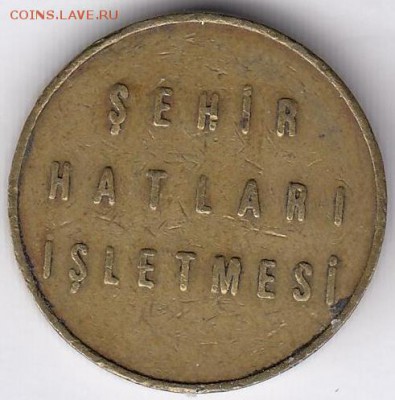 COINS.LAVE.RU
ŞEHİR
HATLARI
İŞLETMESİ